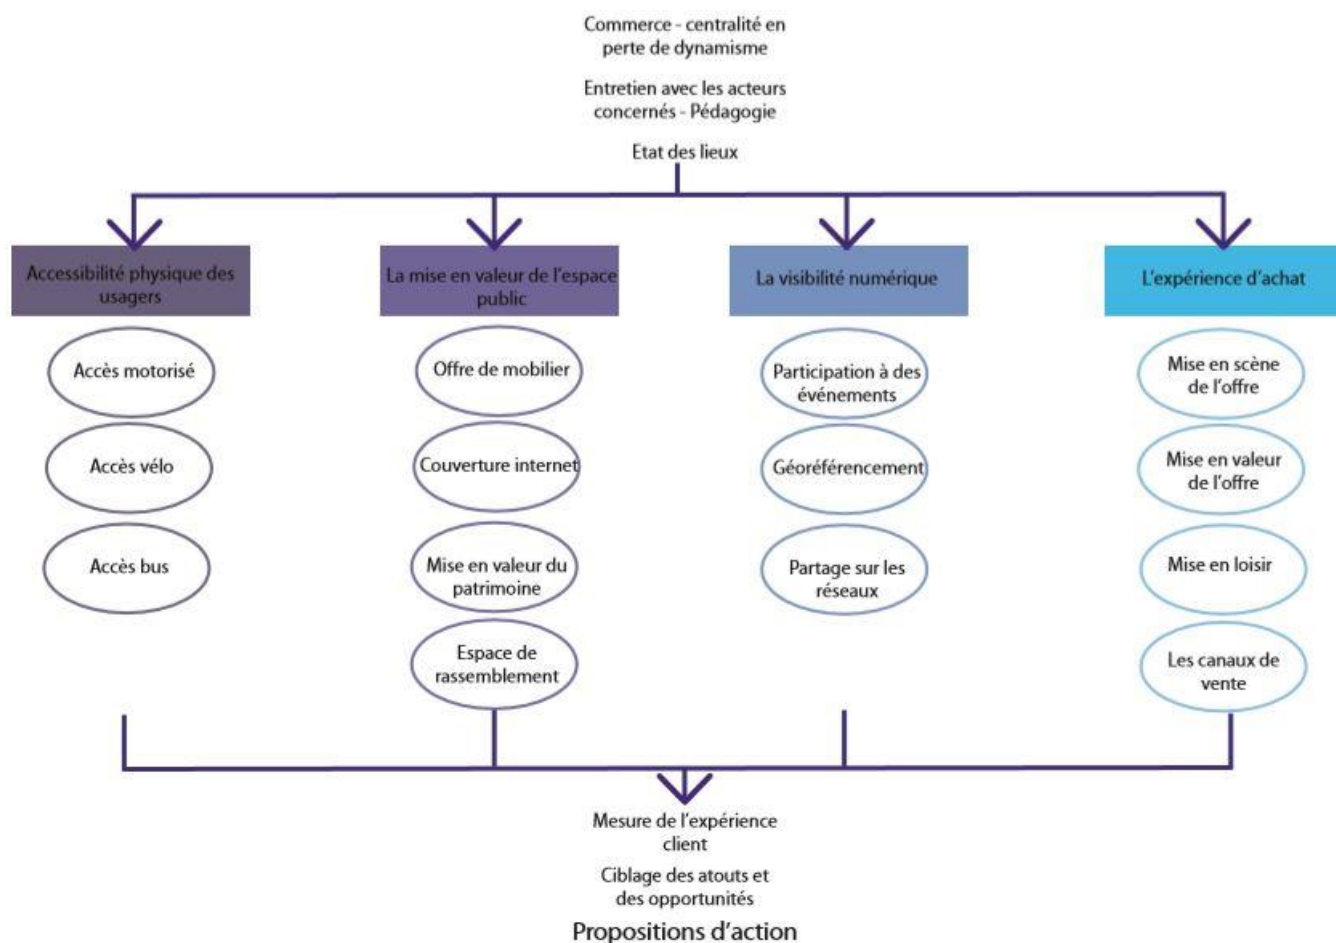 Commerce - centralité en
perte de dynamisme
Entretien avec les acteurs
concernés - Pédagogie
Etat des lieux
Accessibilité physique des
usagers
Accès motorisé
Accès vélo
Accès bus
La mise en valeur de l'espace
public
Offre de mobilier
Couverture internet
Mise en valeur du
patrimoine
Espace de
rassemblement
La visibilité numérique
Participation à des
événements
Géoréférencement
Partage sur les
réseaux
L'expérience d'achat
Mise en scène
de l'offre
Mise en valeur
de l'offre
Mise en loisir
Les canaux de
vente
Mesure de l'expérience
client
Ciblage des atouts et
des opportunités
Propositions d'action